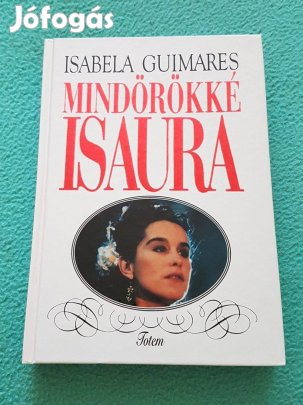 Jófogás
ISABELA GUIMARES
MINDÖRÖKKÉ
ISAURA
Totem